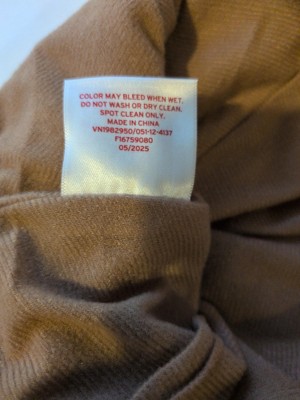 COLOR MAY BLEED WHEN WET.
DO NOT WASH OR DRY CLEAN.
SPOT CLEAN ONLY.
MADE IN CHINA
VN1982950/051-12-4137
F16759080
05/2025